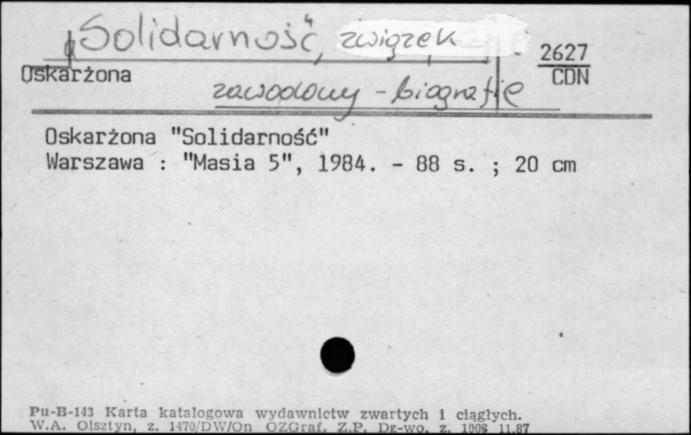 "Solidarność", związek
2627
CDN
Oskarżona
zawodowy - biografie
Oskarżona "Solidarność"
Warszawa : "Masia 5", 1984. - 88 s. ; 20 cm
Pu-B-143 Karta katalogowa wydawnictw zwartych i ciągłych.
W.A. Olsztyn, z. 1470/DW/On OZGraf. Z.P. Dz-wo, z. 1008 11.87